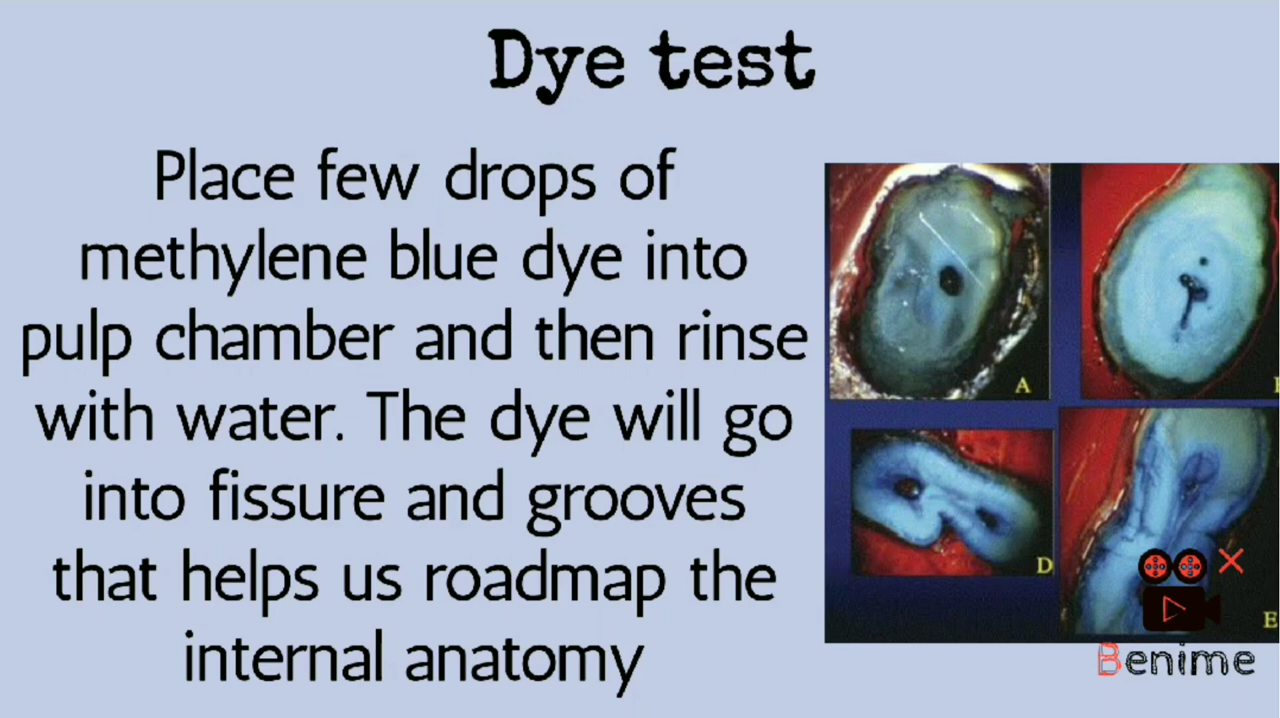 Dye test
Place few drops of
methylene blue dye into
pulp chamber and then rinse
with water. The dye will go
into fissure and grooves
that helps us roadmap the
internal anatomy
A
D
E
Benime